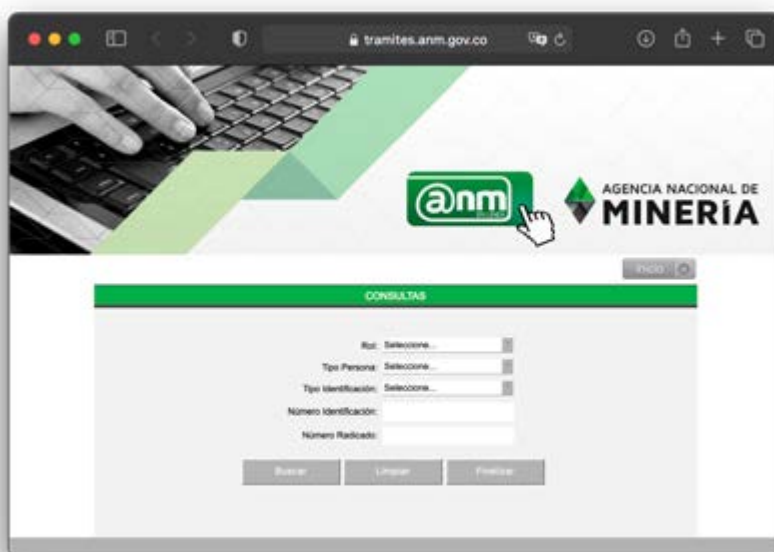 tramites.anm.gov.co
@nm
AGENCIA NACIONAL DE
MINERÍA
Inicio
CONSULTAS
Rol: Seleccione...
Tipo Persona: Seleccione...
Tipo Identificación: Seleccione...
Número Identificación:
Número Radicado:
Buscar Limpiar Finalizar